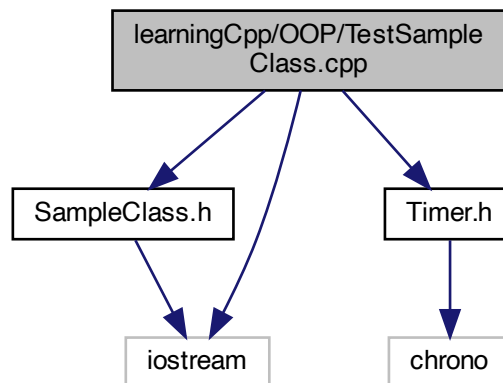 learningCpp/OOP/TestSample
Class.cpp
SampleClass.h
Timer.h
iostream
chrono